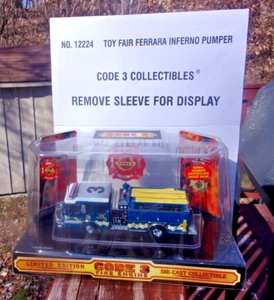 NO. 12224 TOY FAIR FERRARA INFERNO PUMPER
CODE 3 COLLECTIBLES®
REMOVE SLEEVE FOR DISPLAY
3
LIMITED EDITION
CODE 3
FIRE ENGINE
DIE-CAST COLLECTIBLE